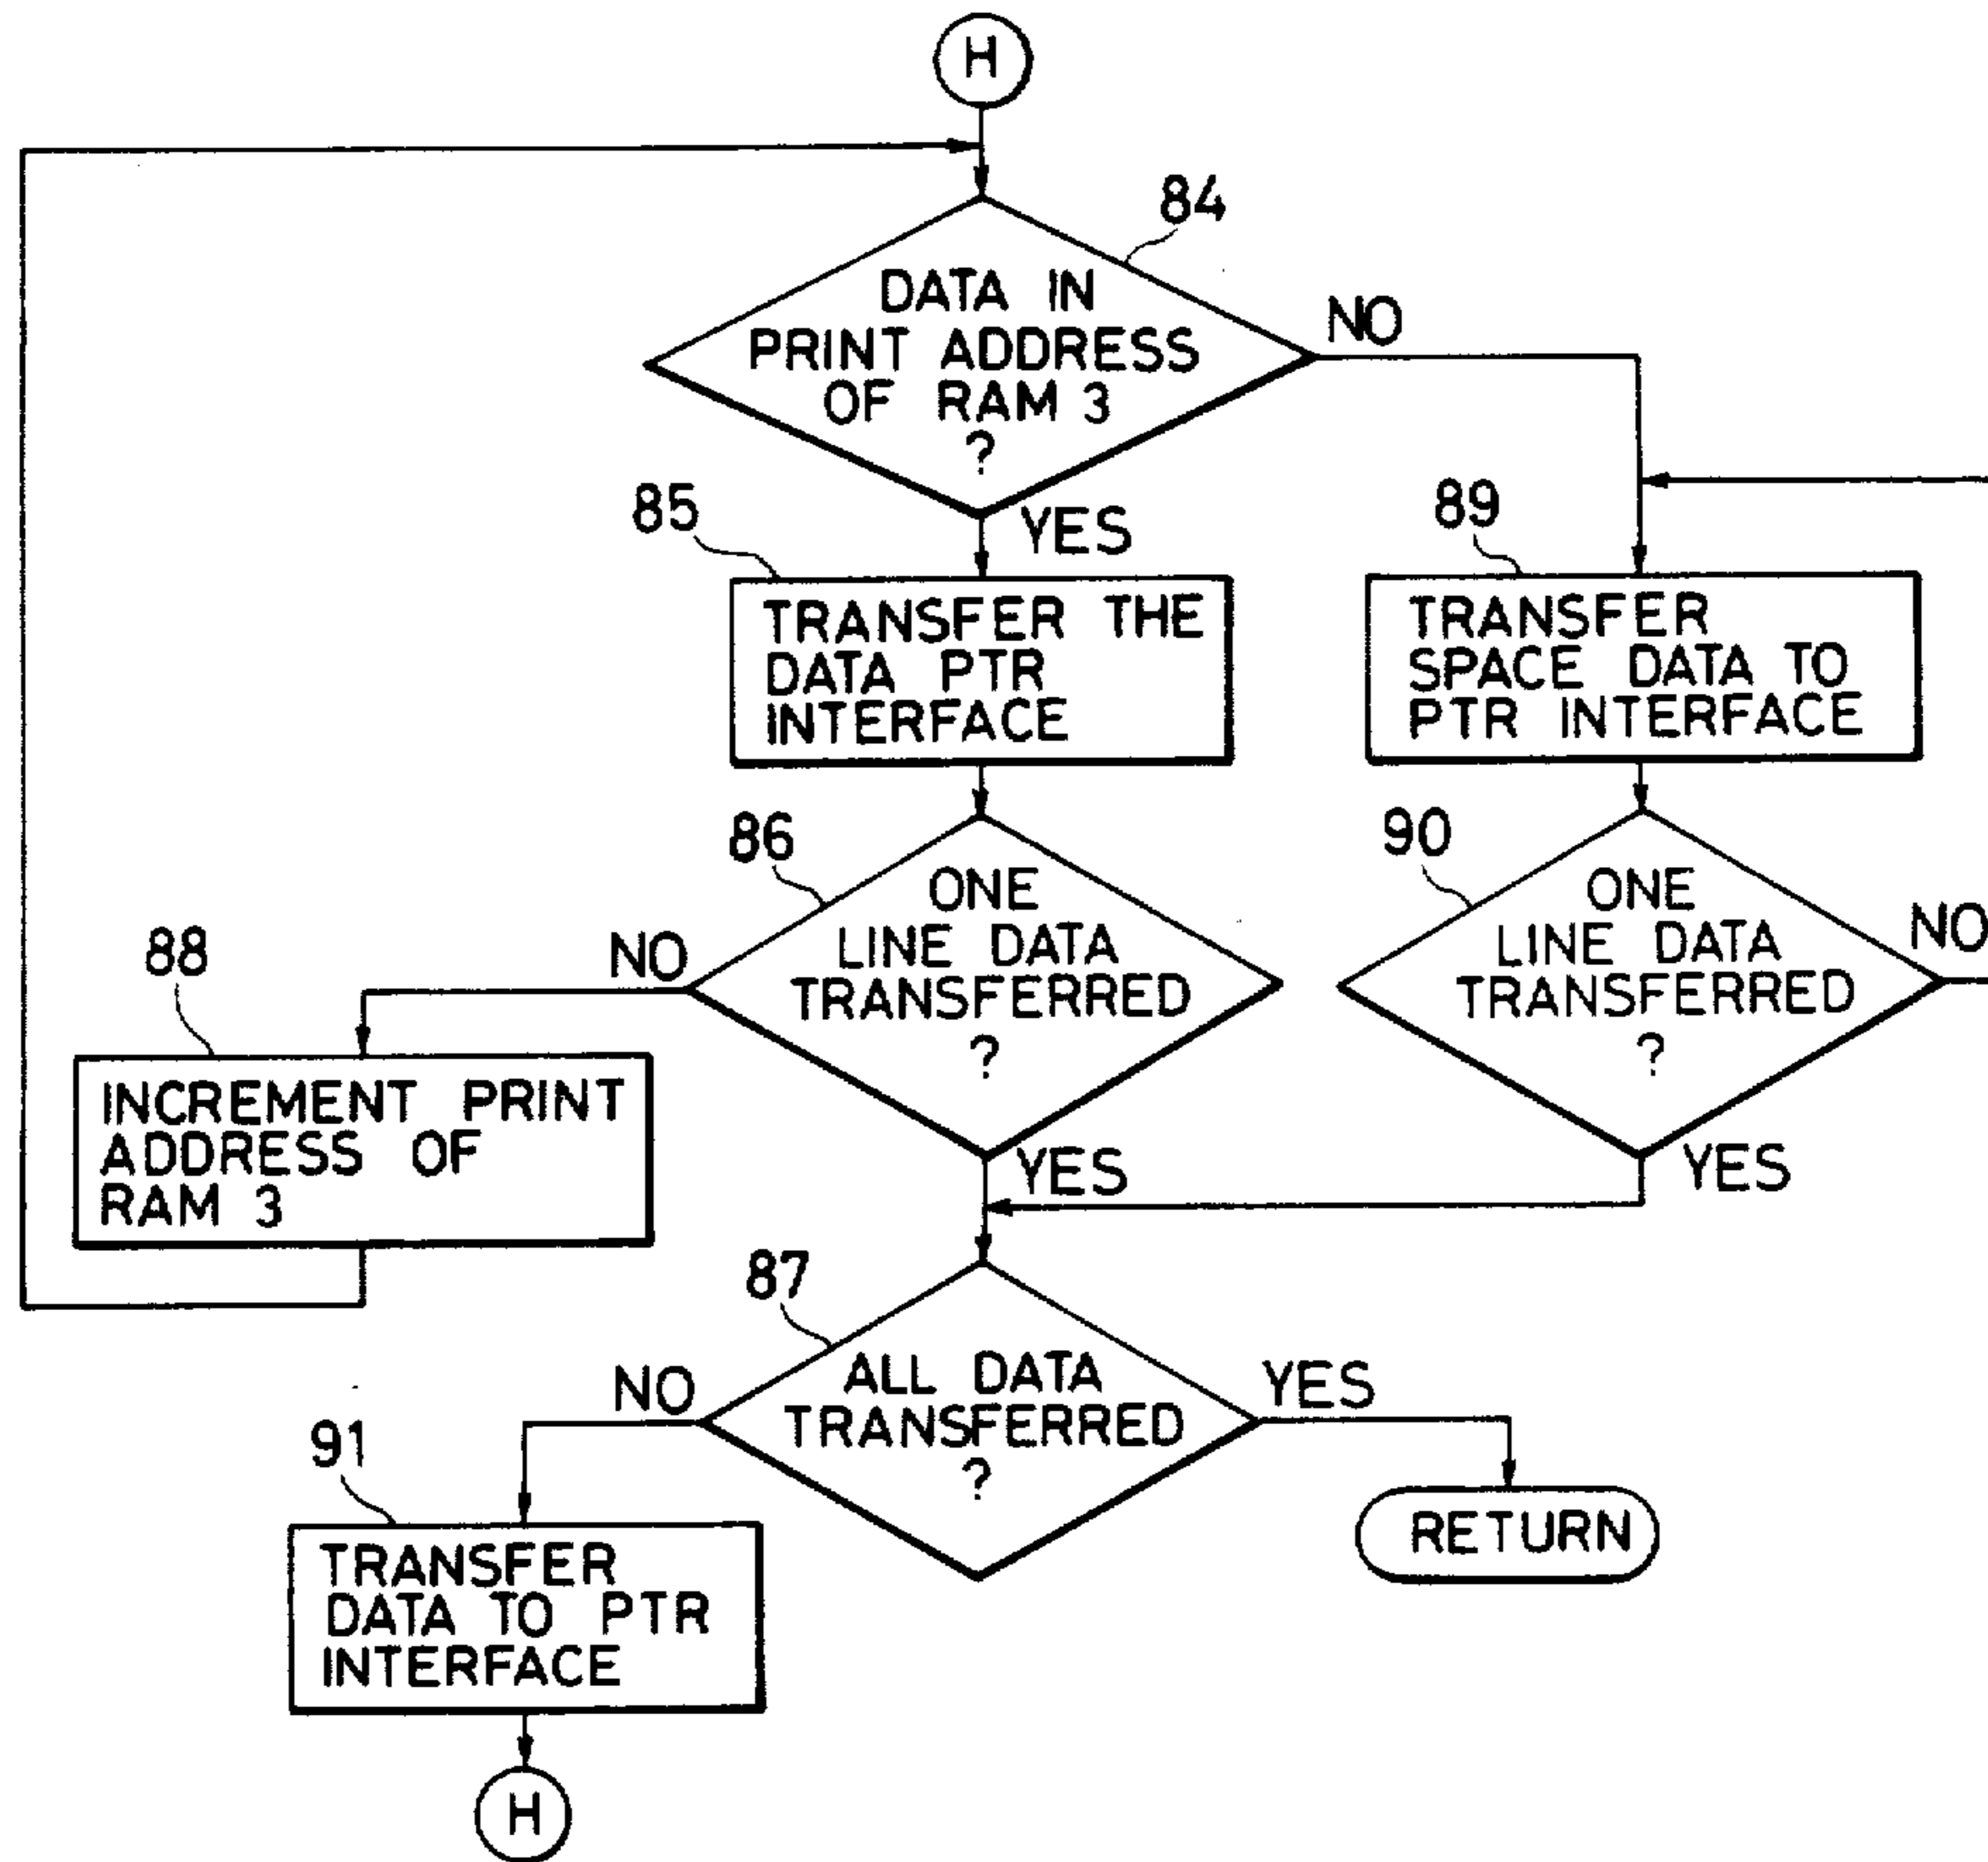 H
84
DATA IN
PRINT ADDRESS
OF RAM 3
?
NO
YES
85
TRANSFER THE
DATA PTR
INTERFACE
89
TRANSFER
SPACE DATA TO
PTR INTERFACE
86
ONE
LINE DATA
TRANSFERRED
?
NO
YES
90
ONE
LINE DATA
TRANSFERRED
?
NO
YES
88
INCREMENT PRINT
ADDRESS OF
RAM 3
87
ALL DATA
TRANSFERRED
?
NO
YES
RETURN
91
TRANSFER
DATA TO PTR
INTERFACE
H